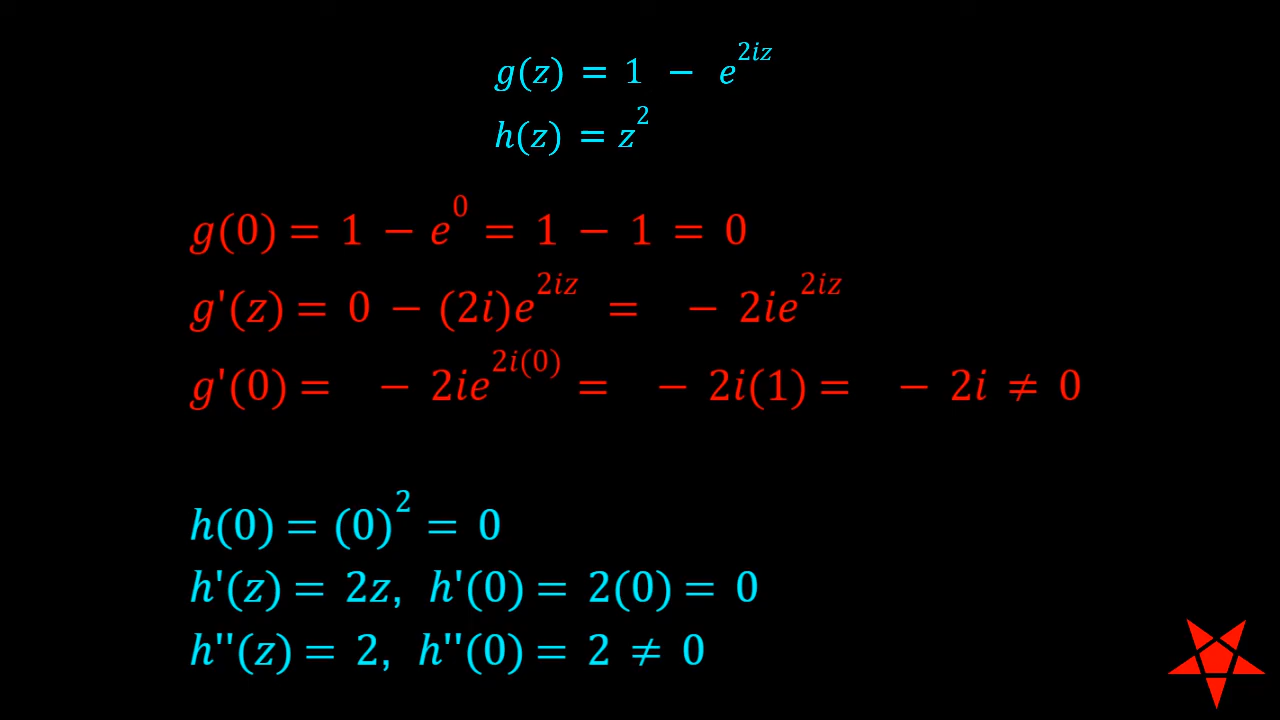 g(z) = 1 − e^{2iz}
h(z) = z^{2}
g(0) = 1 − e^{0} = 1 − 1 = 0
g'(z) = 0 − (2i)e^{2iz} = − 2ie^{2iz}
g'(0) = − 2ie^{2i(0)} = − 2i(1) = − 2i ≠ 0
h(0) = (0)^{2} = 0
h'(z) = 2z, h'(0) = 2(0) = 0
h''(z) = 2, h''(0) = 2 ≠ 0